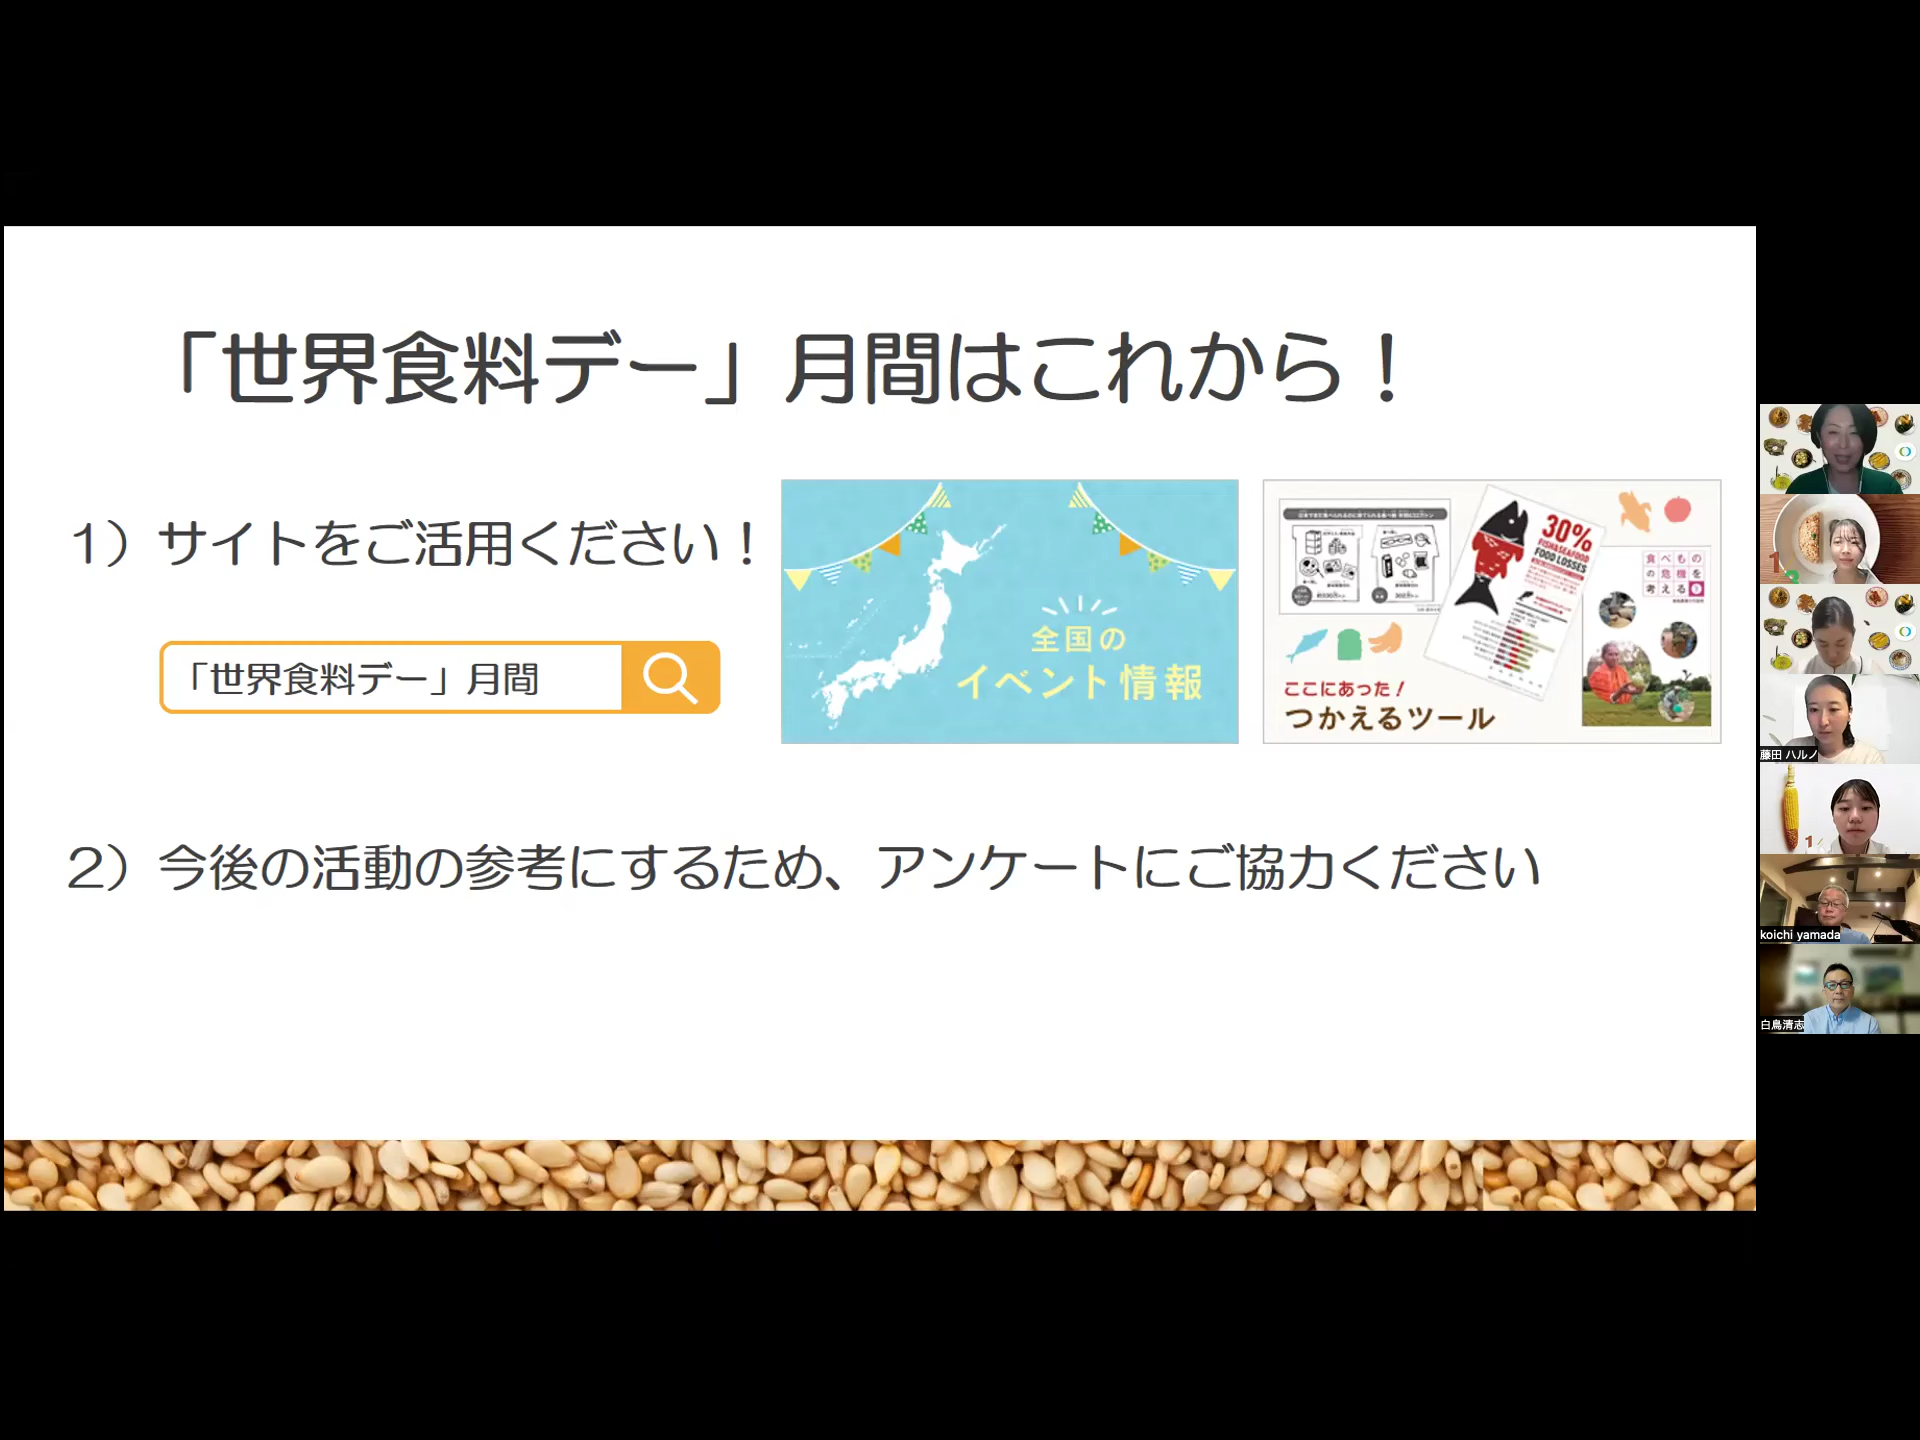 「世界食料デー」月間はこれから！
1）サイトをご活用ください！
「世界食料デー」月間
全国の
イベント情報
30%
FISH&SEAFOOD
FOOD LOSSES
食べもの
の危機を
考える
ここにあった！
つかえるツール
2）今後の活動の参考にするため、アンケートにご協力ください
藤田 ハルノ
koichi yamada
白鳥清志